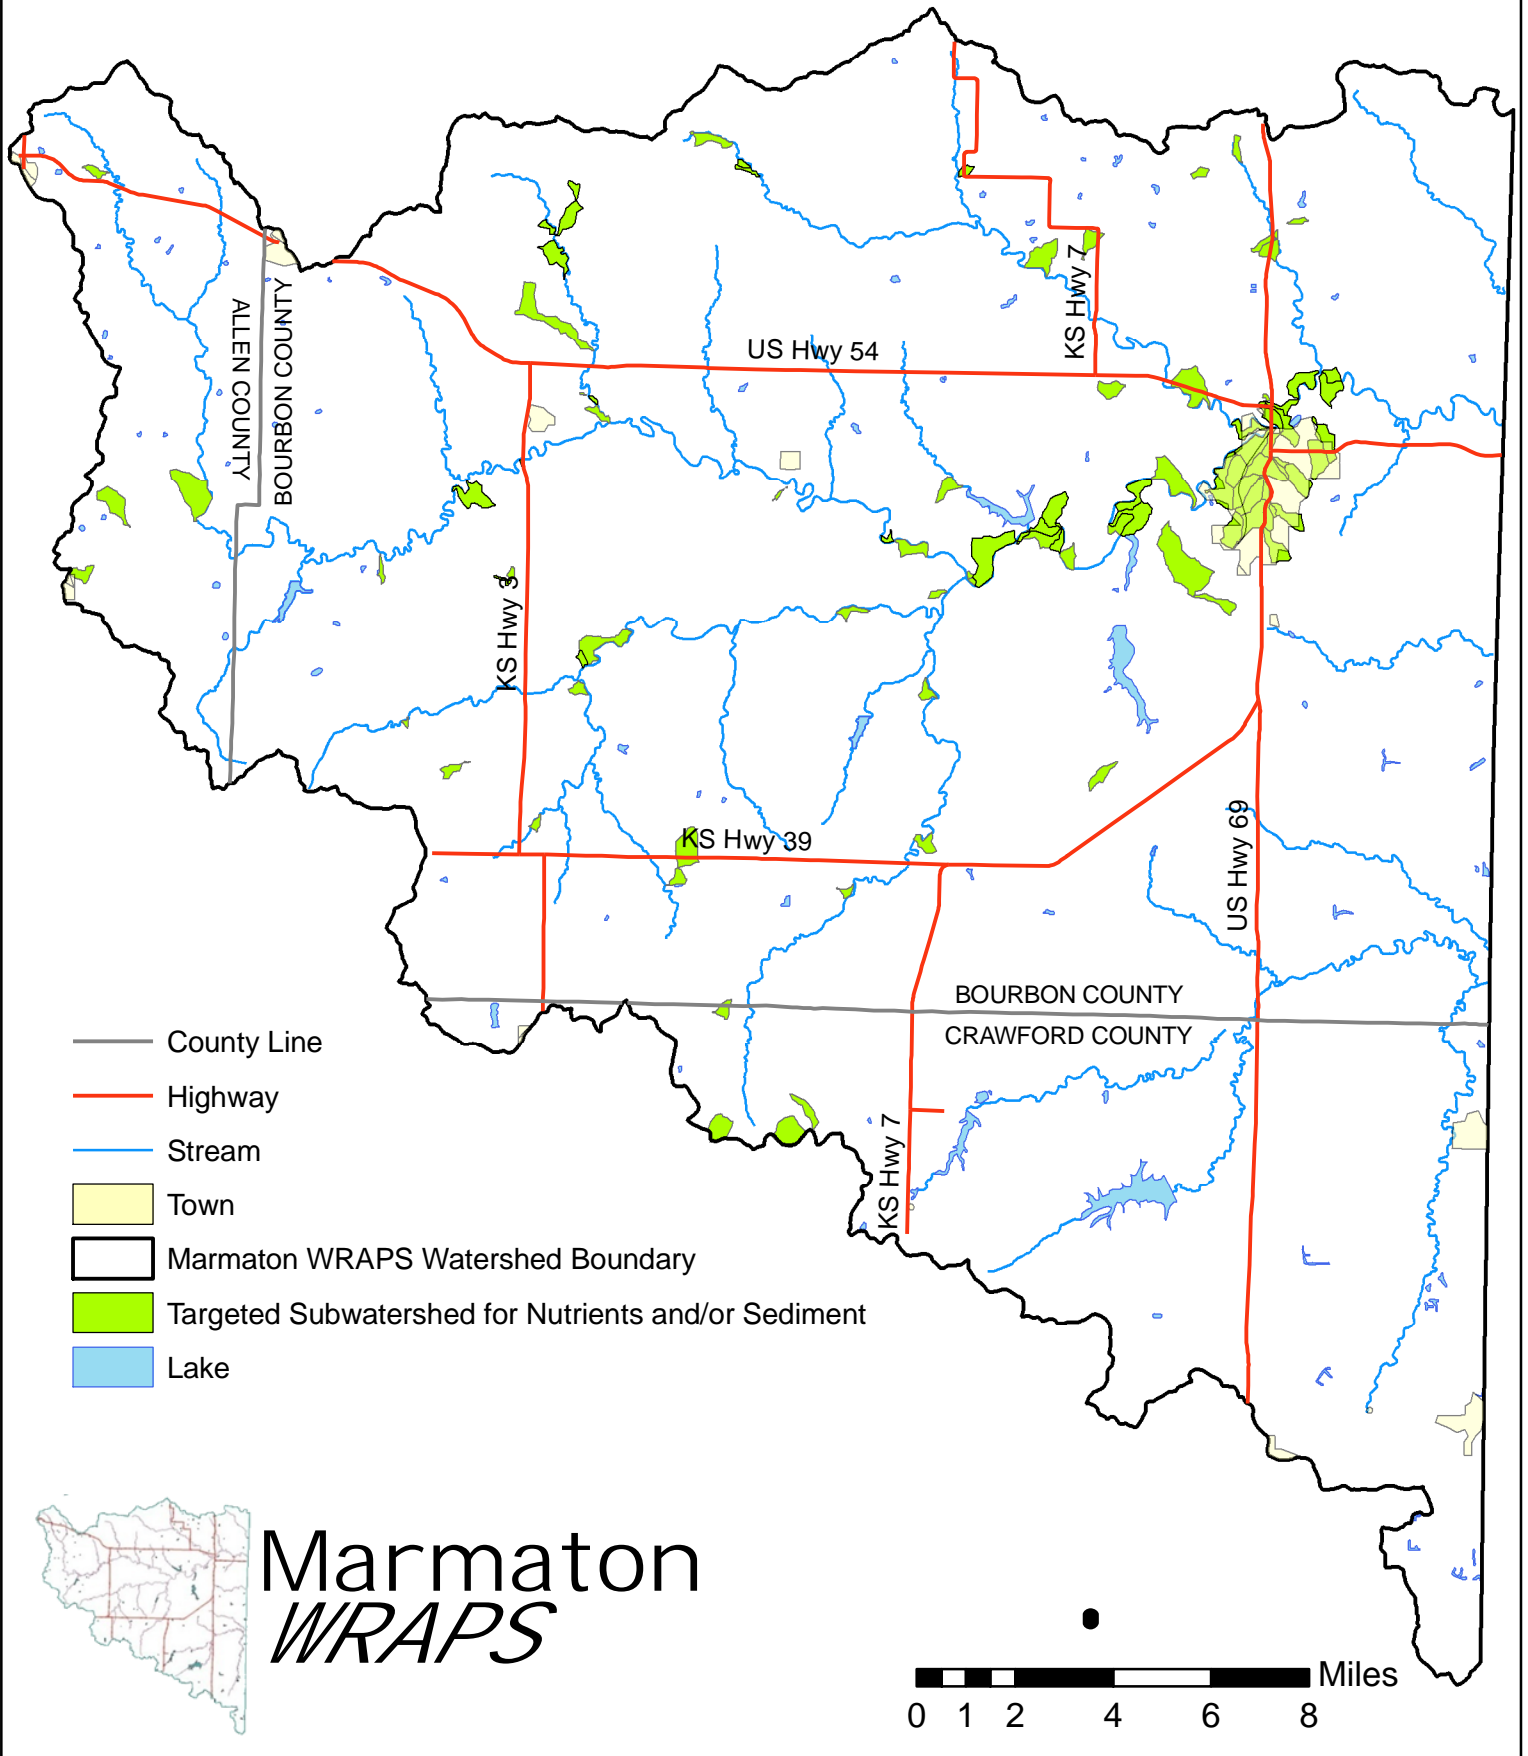 KS Hwy 7
US Hwy 54
ALLEN COUNTY
BOURBON COUNTY
KS Hwy 3
KS Hwy 39
US Hwy 69
BOURBON COUNTY
CRAWFORD COUNTY
KS Hwy 7
County Line
Highway
Stream
Town
Marmaton WRAPS Watershed Boundary
Targeted Subwatershed for Nutrients and/or Sediment
Lake
Marmaton
WRAPS
Miles
0 1 2 4 6 8